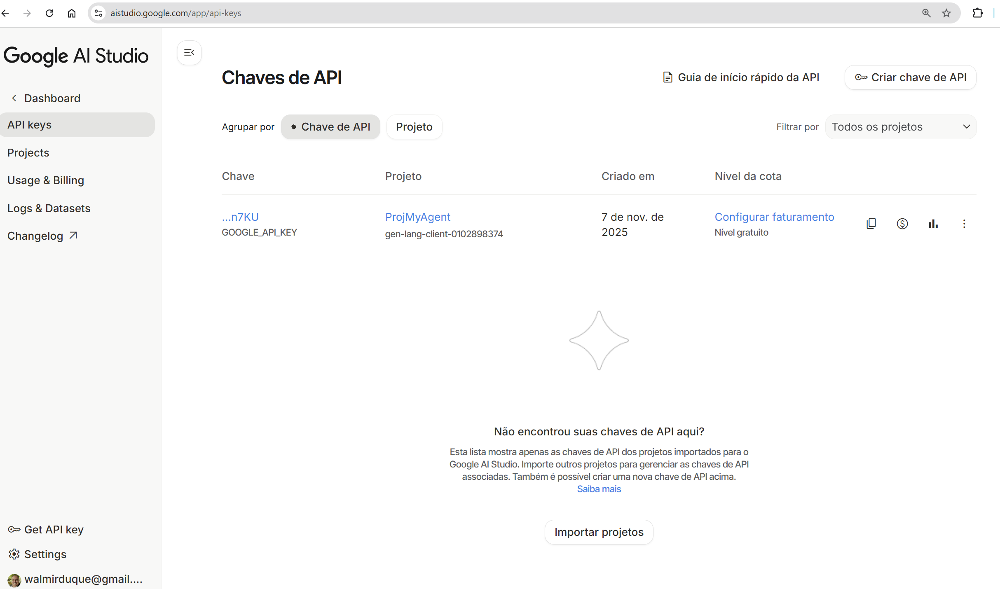 aistudio.google.com/app/api-keys
Google AI Studio
Dashboard
API keys
Projects
Usage & Billing
Logs & Datasets
Changelog
Get API key
Settings
walmirduque@gmail....
Chaves de API
Guia de início rápido da API
Criar chave de API
Agrupar por
Chave de API
Projeto
Filtrar por
Todos os projetos
Chave
Projeto
Criado em
Nível da cota
...n7KU
GOOGLE_API_KEY
ProjMyAgent
gen-lang-client-0102898374
7 de nov. de
2025
Configurar faturamento
Nível gratuito
Não encontrou suas chaves de API aqui?
Esta lista mostra apenas as chaves de API dos projetos importados para o
Google AI Studio. Importe outros projetos para gerenciar as chaves de API
associadas. Também é possível criar uma nova chave de API acima.
Saiba mais
Importar projetos